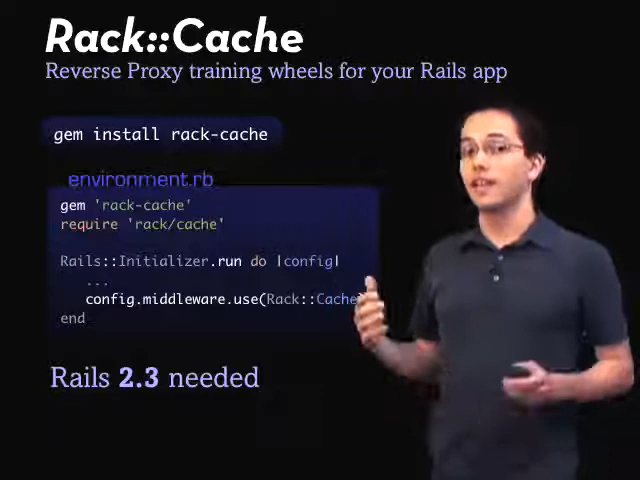 Rack::Cache
Reverse Proxy training wheels for your Rails app
gem install rack-cache
environment.rb
gem 'rack-cache'
require 'rack/cache'
Rails::Initializer.run do |config|
...
config.middleware.use(Rack::Cache)
end
Rails 2.3 needed